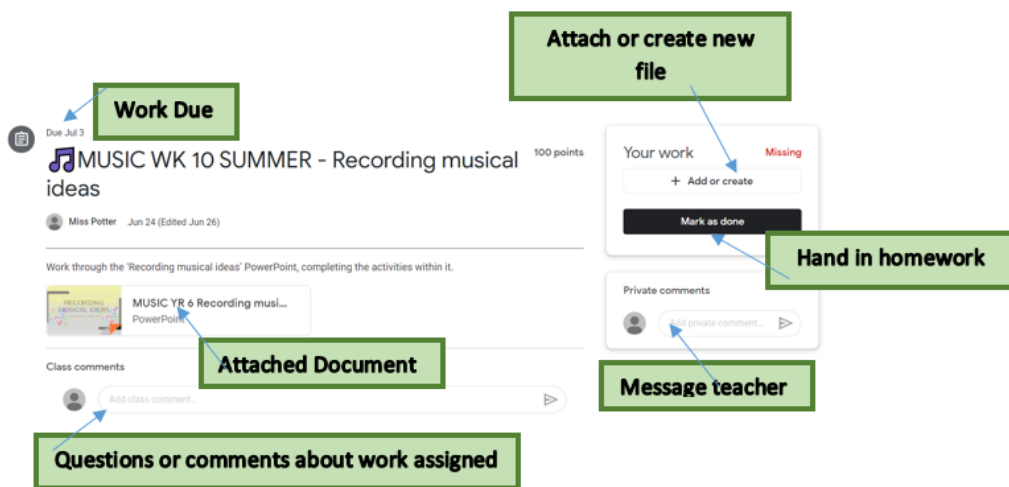 Attach or create new
file
Work Due
Due Jul 3
MUSIC WK 10 SUMMER - Recording musical
ideas
100 points
Miss Potter Jun 24 (Edited Jun 26)
Work through the 'Recording musical ideas' PowerPoint, completing the activities within it.
RECORDING
MUSICAL IDEAS
MUSIC YR 6 Recording musi...
PowerPoint
Attached Document
Class comments
Add class comment...
Questions or comments about work assigned
Your work Missing
+ Add or create
Mark as done
Hand in homework
Private comments
Add private comment...
Message teacher